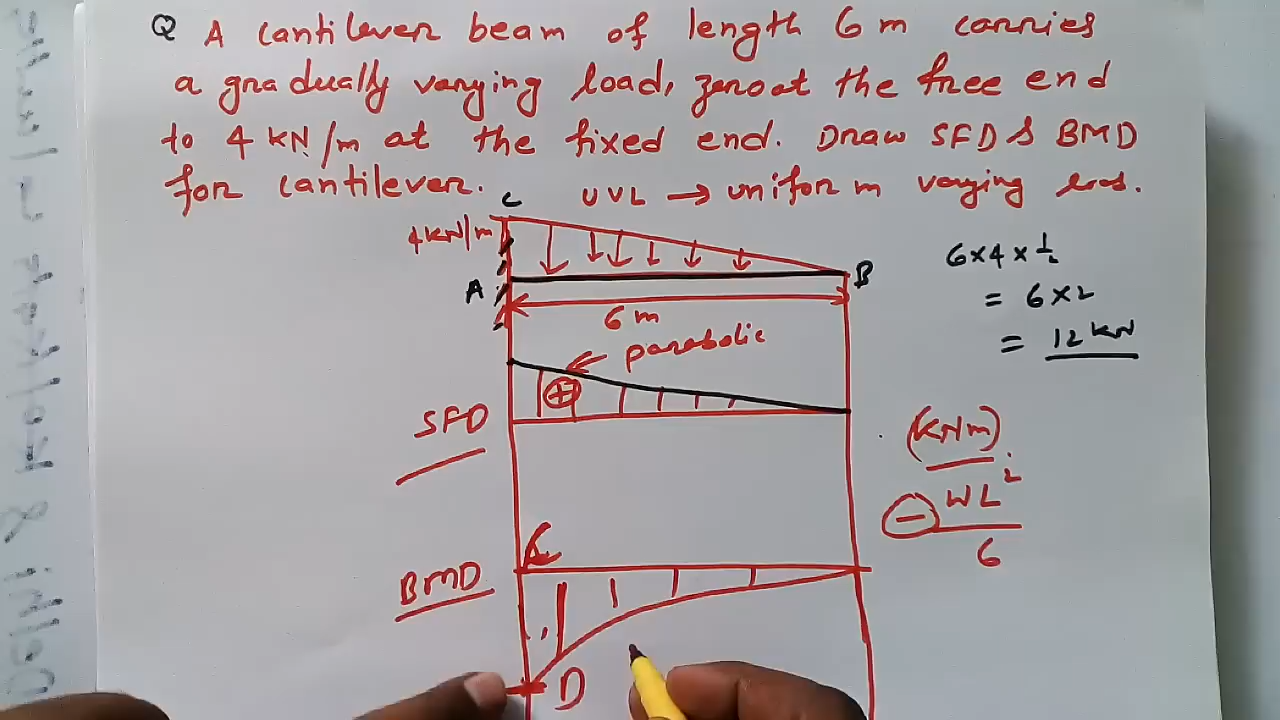 Q A cantilever beam of length 6 m carries
a gradually varying load, zero at the free end
to 4 kN/m at the fixed end. Draw SFD & BMD
for cantilever. UVL → uniform varying load.
C
4kN/m
A
B
6 m
6×4×½
= 6×2
= 12 kN
parabolic
+
SFD
(kNm)
− WL²
6
BMD
C
D